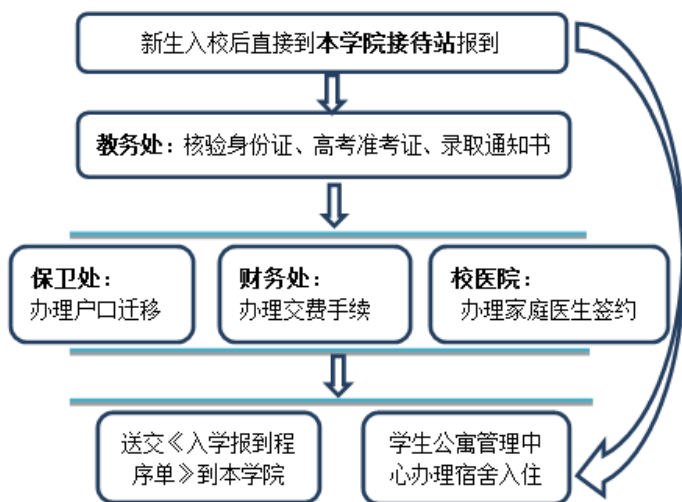 新生入校后直接到本学院接待站报到
教务处：核验身份证、高考准考证、录取通知书
保卫处：
办理户口迁移
财务处：
办理交费手续
校医院：
办理家庭医生签约
送交《入学报到程
序单》到本学院
学生公寓管理中
心办理宿舍入住